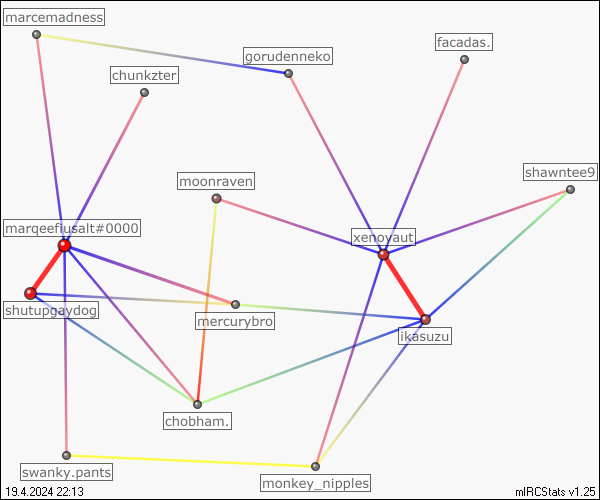 marcemadness
facadas.
gorudenneko
chunkzter
shawntee9
moonraven
marqeefiusalt#0000
xenoyaut
shutupgaydog
mercurybro
ikasuzu
chobham.
swanky.pants
monkey_nipples
19.4.2024 22:13
mIRCStats v1.25